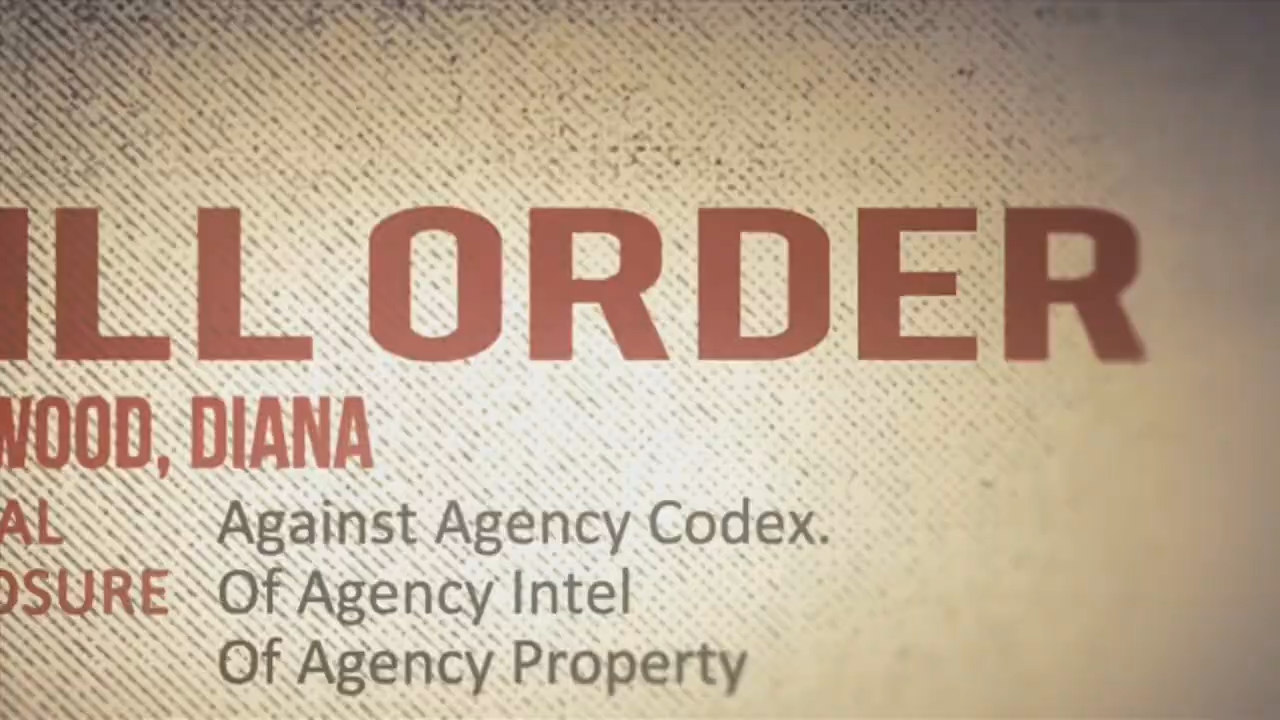 ILL ORDER
WOOD, DIANA
AL Against Agency Codex.
OSURE Of Agency Intel
Of Agency Property